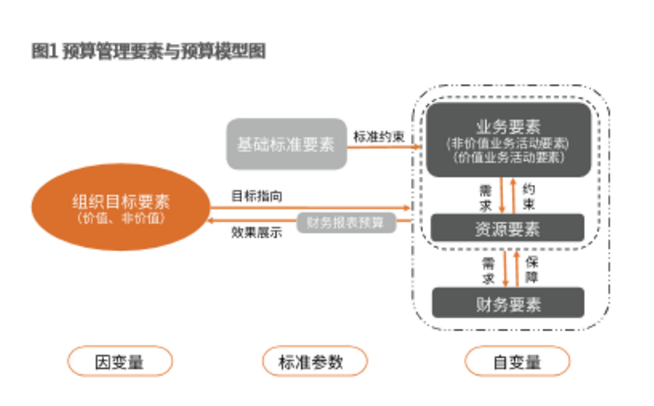 图1 预算管理要素与预算模型图
业务要素
(非价值业务活动要素)
(价值业务活动要素)
基础标准要素
标准约束
组织目标要素
(价值、非价值)
目标指向
财务报表预算
效果展示
需求
约束
资源要素
需求
保障
财务要素
因变量
标准参数
自变量